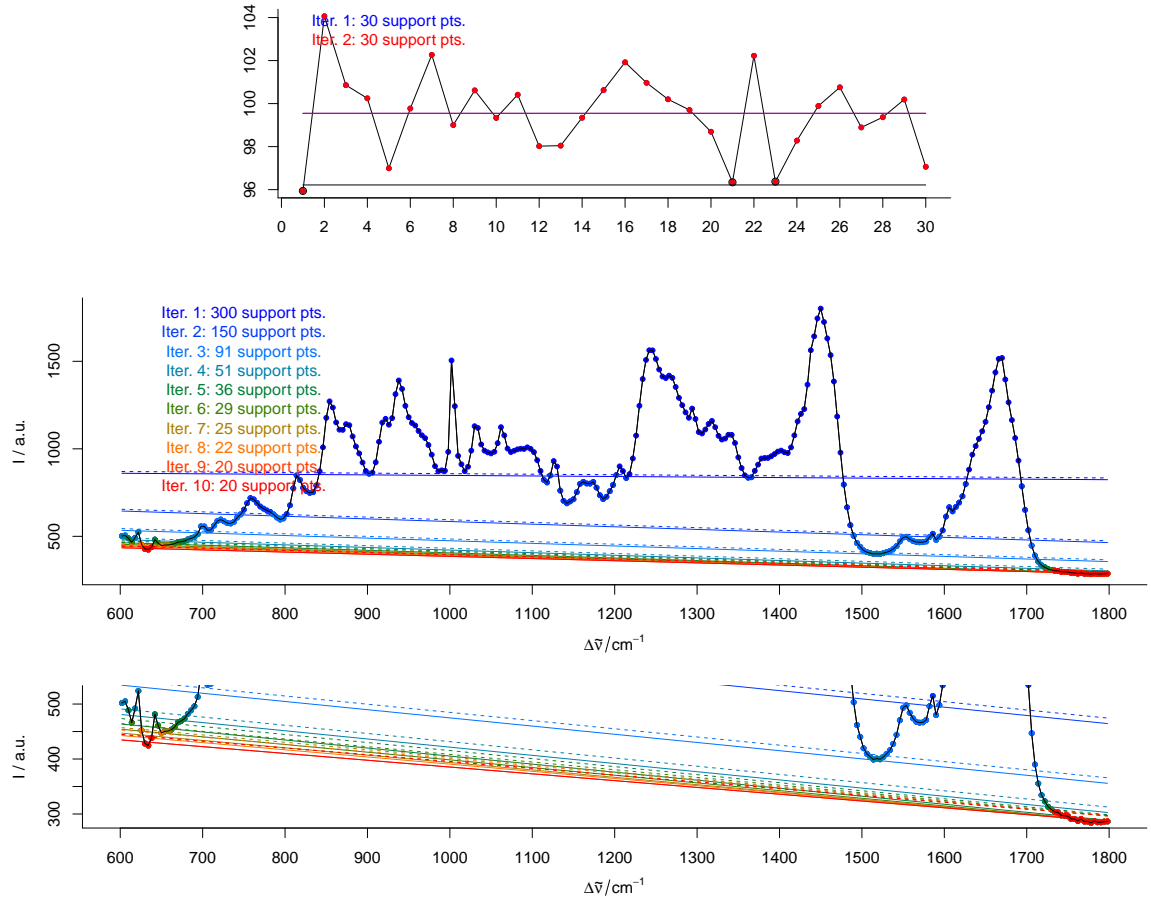 Iter. 1: 30 support pts.
Iter. 2: 30 support pts.
104
102
100
98
96
0 2 4 6 8 10 12 14 16 18 20 22 24 26 28 30
Iter. 1: 300 support pts.
Iter. 2: 150 support pts.
Iter. 3: 91 support pts.
Iter. 4: 51 support pts.
Iter. 5: 36 support pts.
Iter. 6: 29 support pts.
Iter. 7: 25 support pts.
Iter. 8: 22 support pts.
Iter. 9: 20 support pts.
Iter. 10: 20 support pts.
I / a.u.
1500
1000
500
600 700 800 900 1000 1100 1200 1300 1400 1500 1600 1700 1800
Δν̃/cm⁻¹
I / a.u.
500
400
300
600 700 800 900 1000 1100 1200 1300 1400 1500 1600 1700 1800
Δν̃/cm⁻¹